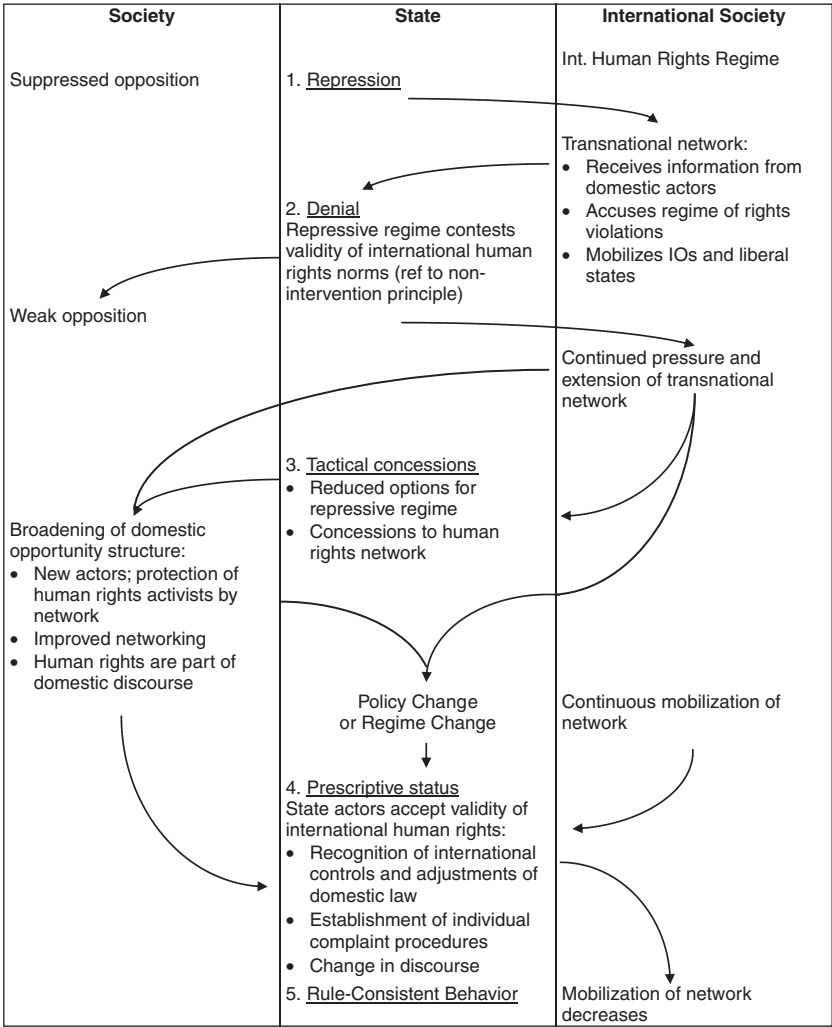 Society
State
International Society
Int. Human Rights Regime
Suppressed opposition
1. Repression
Transnational network:
• Receives information from
domestic actors
• Accuses regime of rights
violations
• Mobilizes IOs and liberal
states
2. Denial
Repressive regime contests
validity of international human
rights norms (ref to non-
intervention principle)
Weak opposition
Continued pressure and
extension of transnational
network
3. Tactical concessions
• Reduced options for
repressive regime
• Concessions to human
rights network
Broadening of domestic
opportunity structure:
• New actors; protection of
human rights activists by
network
• Improved networking
• Human rights are part of
domestic discourse
Policy Change
or Regime Change
Continuous mobilization of
network
4. Prescriptive status
State actors accept validity of
international human rights:
• Recognition of international
controls and adjustments of
domestic law
• Establishment of individual
complaint procedures
• Change in discourse
5. Rule-Consistent Behavior
Mobilization of network
decreases